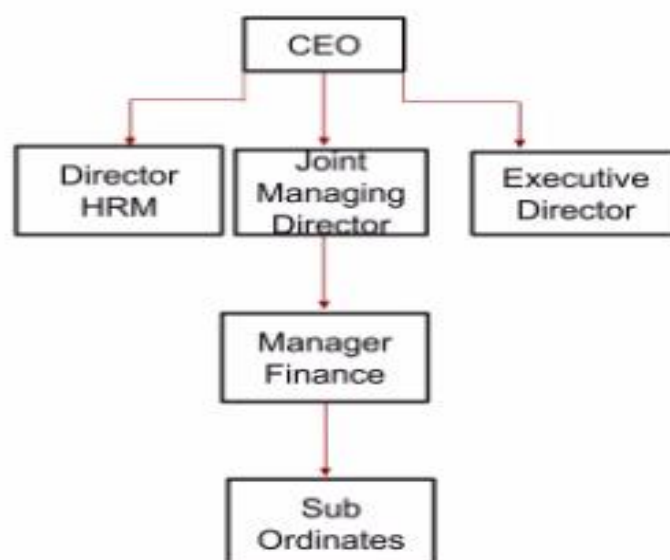 CEO
Director
HRM
Joint
Managing
Director
Executive
Director
Manager
Finance
Sub
Ordinates